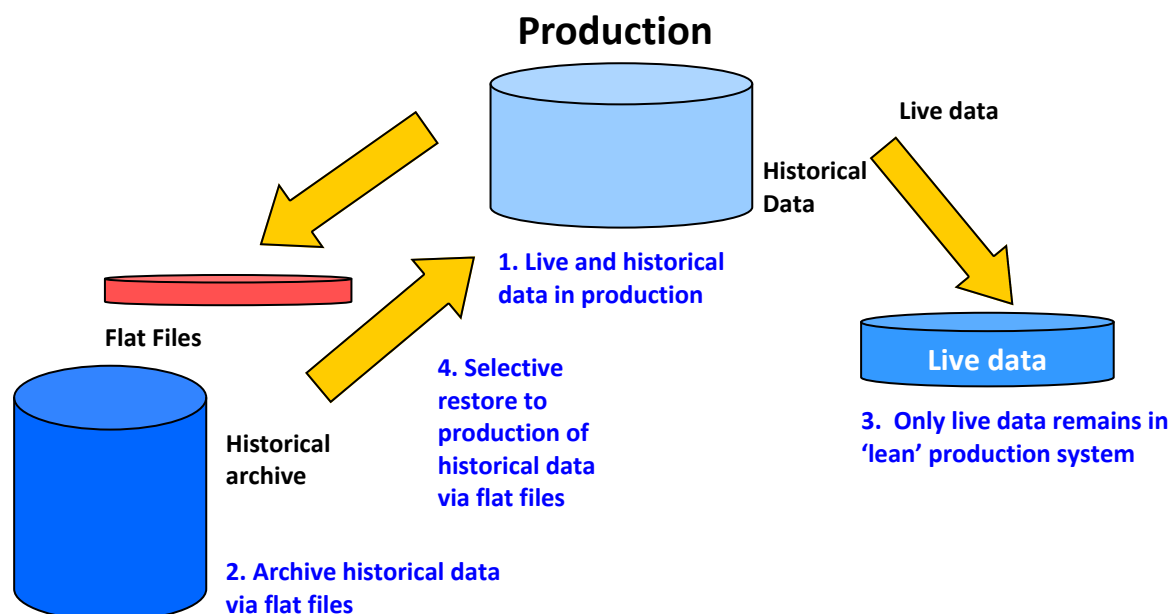 Production
Live data
Historical
Data
1. Live and historical
data in production
Flat Files
Live data
4. Selective
restore to
production of
historical data
via flat files
3.  Only live data remains in
‘lean’ production system
Historical
archive
2. Archive historical data
via flat files